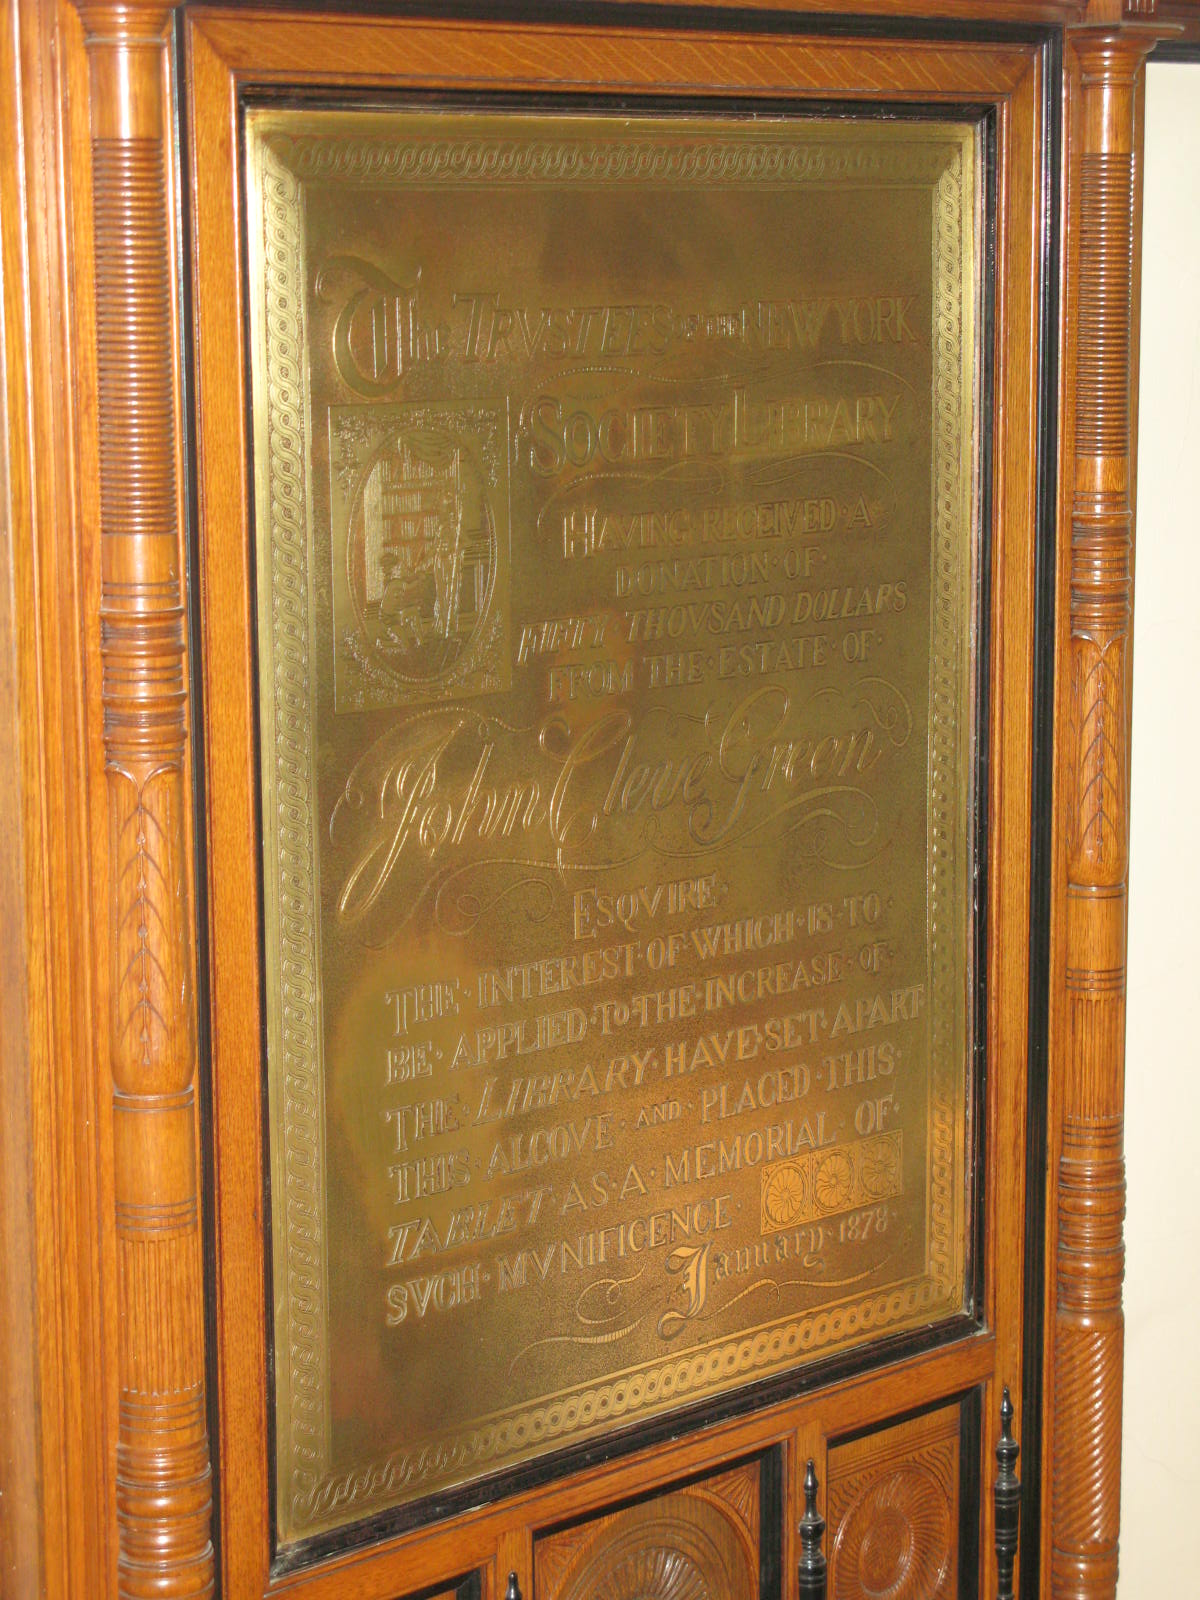 The TRVSTEES OF THE NEW YORK
SOCIETY LIBRARY
HAVING RECEIVED · A
DONATION · OF ·
FIFTY · THOVSAND DOLLARS
FROM THE · ESTATE · OF ·
John Cleve Green
ESQVIRE ·
THE · INTEREST · OF · WHICH · IS · TO ·
BE · APPLIED · TO · THE · INCREASE · OF ·
THE · LIBRARY · HAVE · SET · APART
THIS · ALCOVE · AND · PLACED · THIS ·
TABLET · AS · A · MEMORIAL · OF ·
SVCH · MVNIFICENCE ·
January · 1878 ·